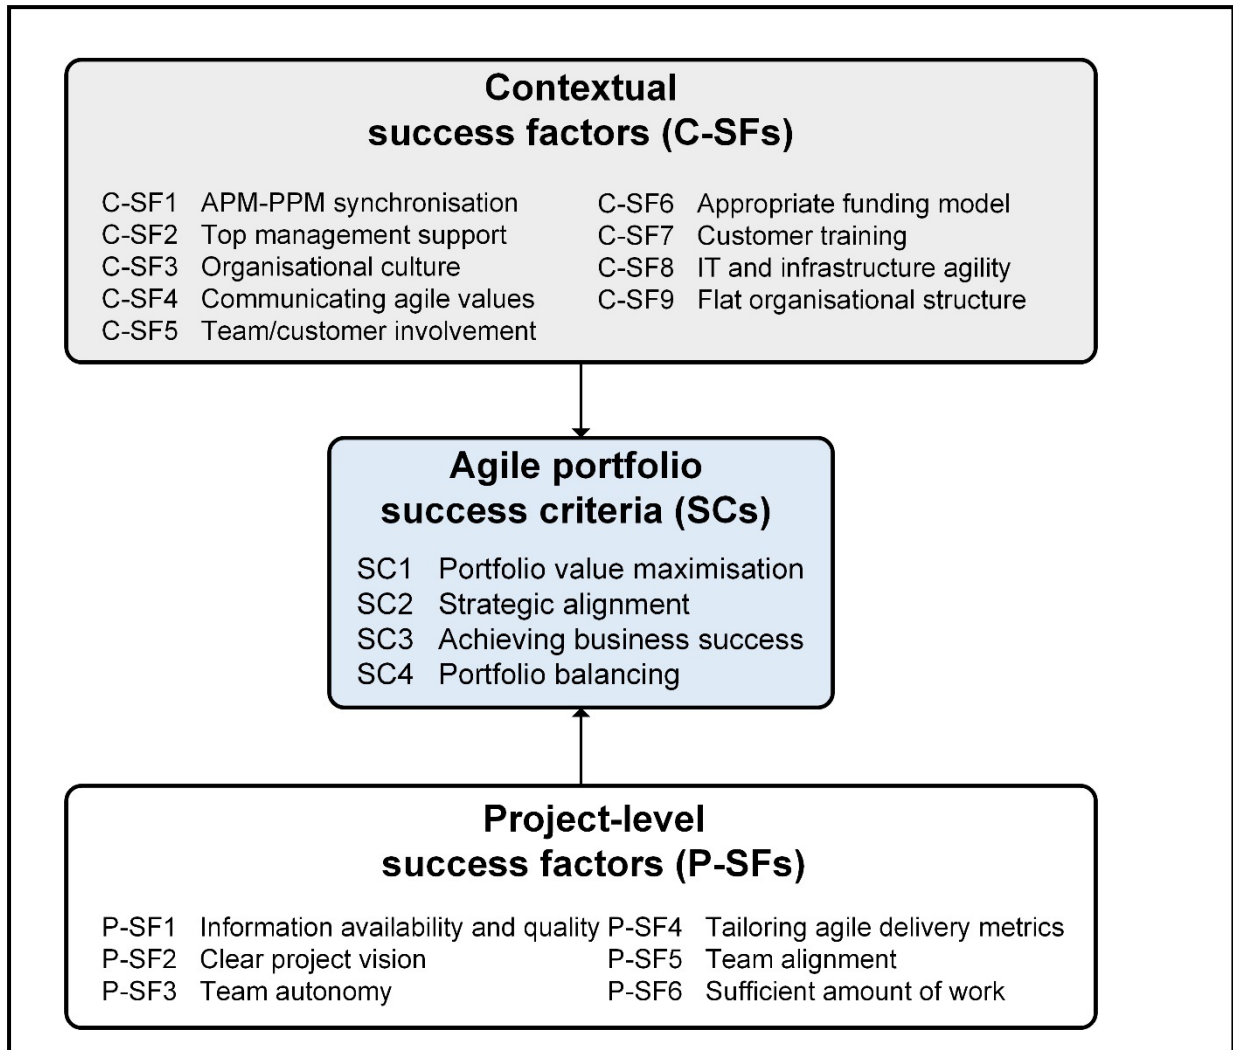 Contextual
success factors (C-SFs)
C-SF1 APM-PPM synchronisation
C-SF2 Top management support
C-SF3 Organisational culture
C-SF4 Communicating agile values
C-SF5 Team/customer involvement
C-SF6 Appropriate funding model
C-SF7 Customer training
C-SF8 IT and infrastructure agility
C-SF9 Flat organisational structure
Agile portfolio
success criteria (SCs)
SC1 Portfolio value maximisation
SC2 Strategic alignment
SC3 Achieving business success
SC4 Portfolio balancing
Project-level
success factors (P-SFs)
P-SF1 Information availability and quality
P-SF2 Clear project vision
P-SF3 Team autonomy
P-SF4 Tailoring agile delivery metrics
P-SF5 Team alignment
P-SF6 Sufficient amount of work